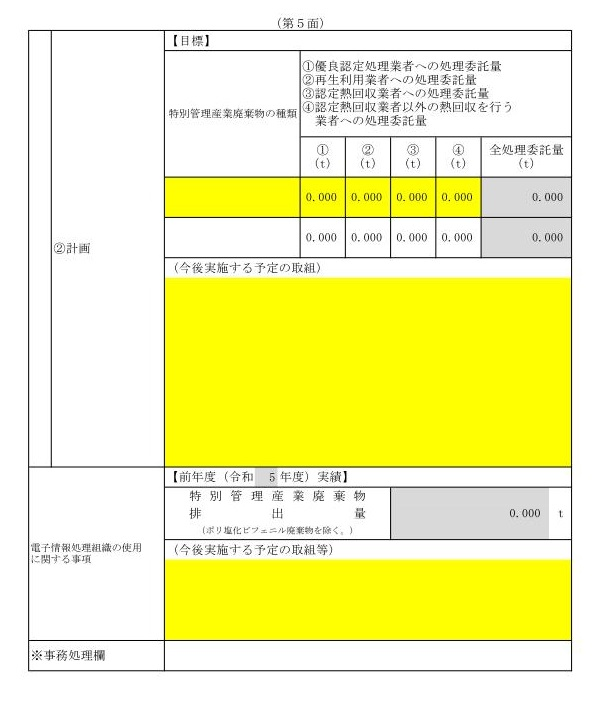 （第５面）
【目標】
特別管理産業廃棄物の種類
①優良認定処理業者への処理委託量
②再生利用業者への処理委託量
③認定熱回収業者への処理委託量
④認定熱回収業者以外の熱回収を行う
業者への処理委託量
① ② ③ ④ 全処理委託量
(t) (t) (t) (t) (t)
0.000 0.000 0.000 0.000 0.000
0.000 0.000 0.000 0.000 0.000
②計画
（今後実施する予定の取組）
【前年度（令和 5 年度）実績】
特別管理産業廃棄物
排出量
（ポリ塩化ビフェニル廃棄物を除く。）
0.000 t
電子情報処理組織の使用
に関する事項
（今後実施する予定の取組等）
※事務処理欄